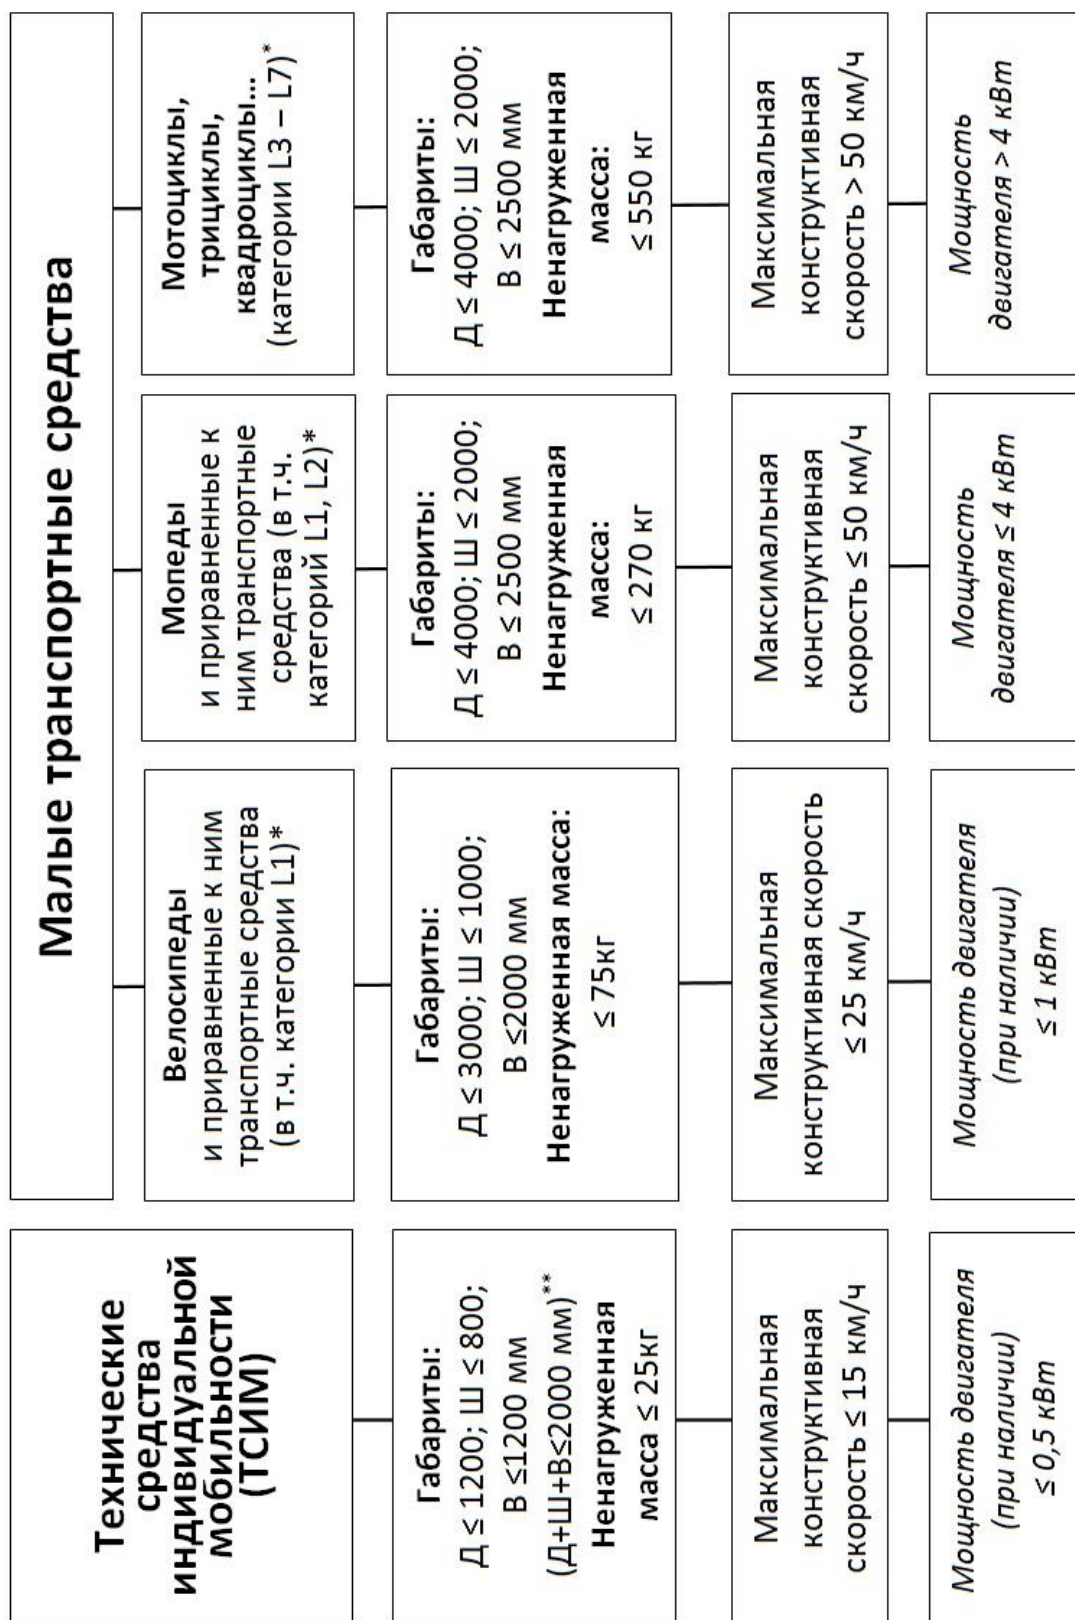 Технические
средства
индивидуальной
мобильности
(ТСИМ)
Малые транспортные средства
Велосипеды
и приравненные к ним
транспортные средства
(в т.ч. категории L1)*
Мопеды
и приравненные к
ним транспортные
средства (в т.ч.
категорий L1, L2)*
Мотоциклы,
трициклы,
квадроциклы...
(категории L3 – L7)*
Габариты:
Д ≤ 1200; Ш ≤ 800;
В ≤1200 мм
(Д+Ш+В≤2000 мм)**
Ненагруженная
масса ≤ 25кг
Габариты:
Д ≤ 3000; Ш ≤ 1000;
В ≤2000 мм
Ненагруженная масса:
≤ 75кг
Габариты:
Д ≤ 4000; Ш ≤ 2000;
В ≤ 2500 мм
Ненагруженная
масса:
≤ 270 кг
Габариты:
Д ≤ 4000; Ш ≤ 2000;
В ≤ 2500 мм
Ненагруженная
масса:
≤ 550 кг
Максимальная
конструктивная
скорость ≤ 15 км/ч
Максимальная
конструктивная скорость
≤ 25 км/ч
Максимальная
конструктивная
скорость ≤ 50 км/ч
Максимальная
конструктивная
скорость > 50 км/ч
Мощность двигателя
(при наличии)
≤ 0,5 кВт
Мощность двигателя
(при наличии)
≤ 1 кВт
Мощность
двигателя ≤ 4 кВт
Мощность
двигателя > 4 кВт